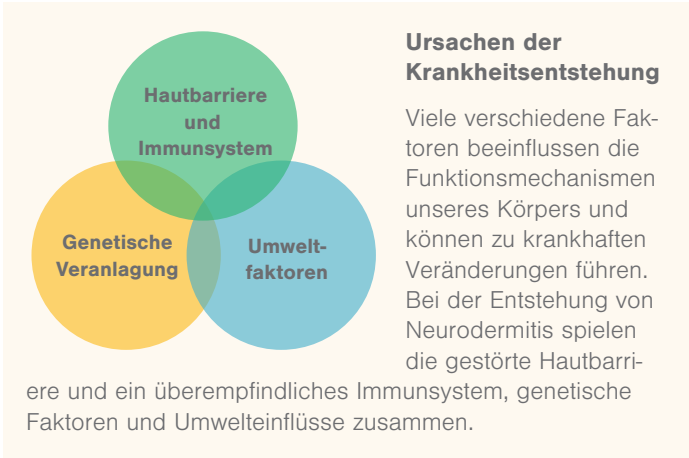 Hautbarriere
und
Immunsystem
Genetische
Veranlagung
Umwelt-
faktoren
Ursachen der
Krankheitsentstehung
Viele verschiedene Fak-
toren beeinflussen die
Funktionsmechanismen
unseres Körpers und
können zu krankhaften
Veränderungen führen.
Bei der Entstehung von
Neurodermitis spielen
die gestörte Hautbarri-
ere und ein überempfindliches Immunsystem, genetische
Faktoren und Umwelteinflüsse zusammen.